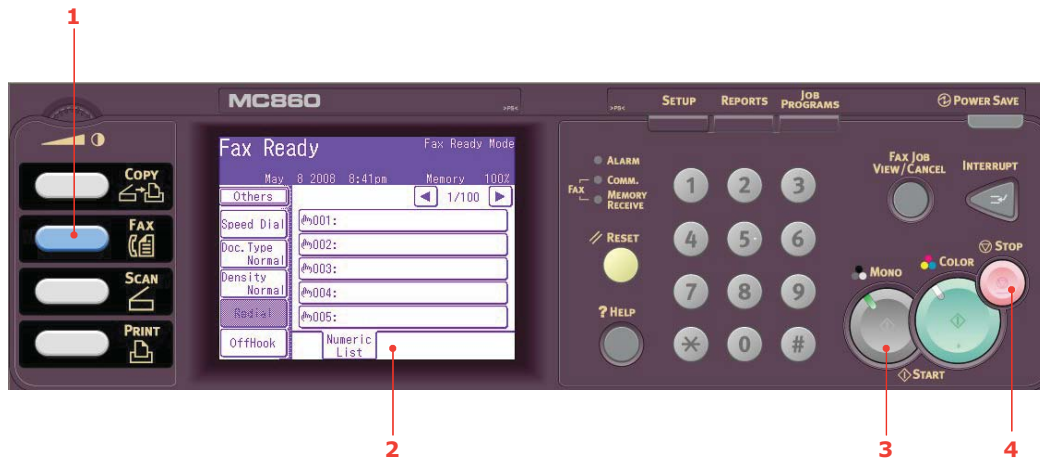 1
MC860
>PS<
>PS<
SETUP
REPORTS
JOB
PROGRAMS
POWER SAVE
COPY
FAX
SCAN
PRINT
Fax Ready
Fax Ready Mode
May 8 2008 8:41pm Memory 100%
Others
1/100
Speed Dial
001:
Doc.Type
Normal
002:
Density
Normal
003:
004:
Redial
005:
OffHook
Numeric
List
ALARM
FAX
COMM.
MEMORY
RECEIVE
RESET
? HELP
1 2 3
4 5 6
7 8 9
* 0 #
FAX JOB
VIEW/CANCEL
INTERRUPT
STOP
MONO
COLOR
START
2
3
4